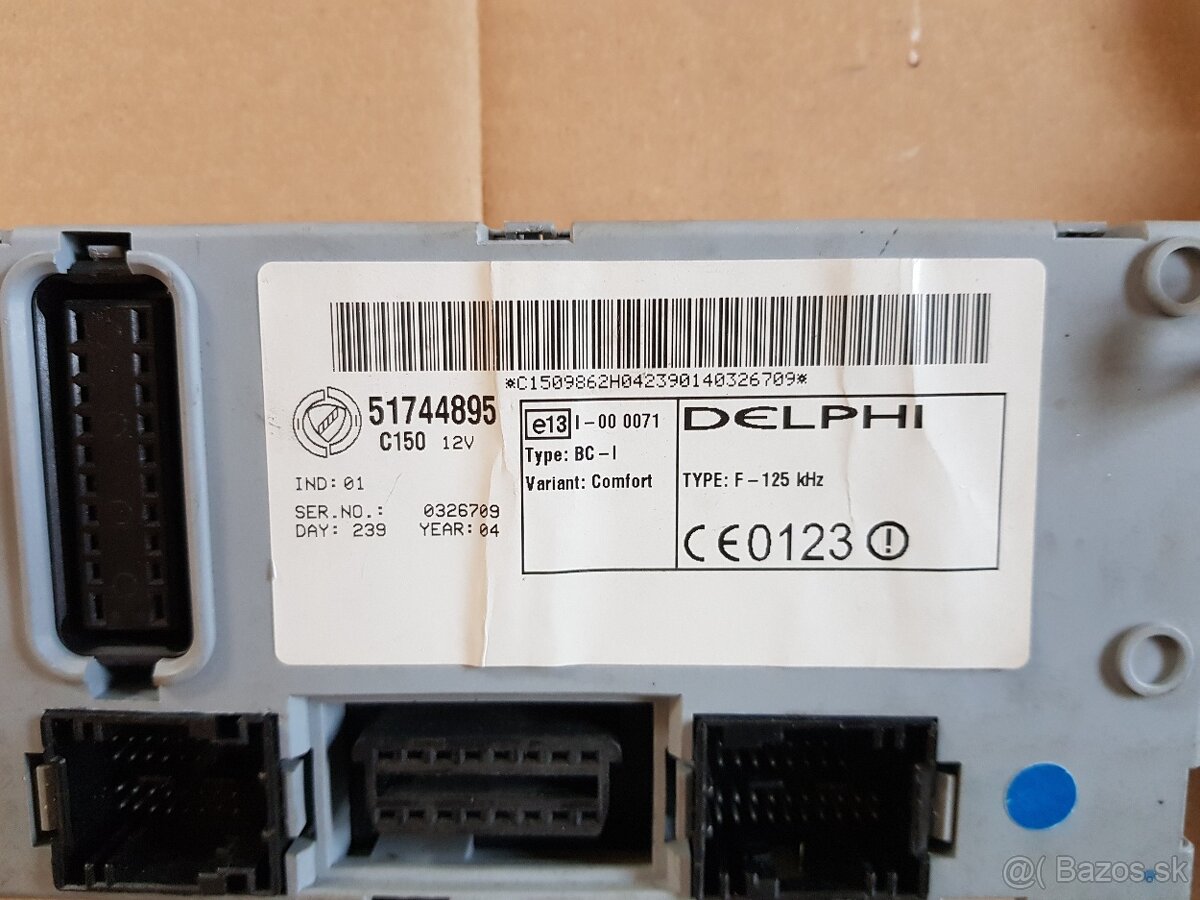 *C1509862H042390140326709*
51744895
C150 12V
IND: 01
SER.NO.: 0326709
DAY: 239 YEAR: 04
e13 I-00 0071
Type: BC-I
Variant: Comfort
DELPHI
TYPE: F-125 kHz
CE0123
@( Bazos.sk